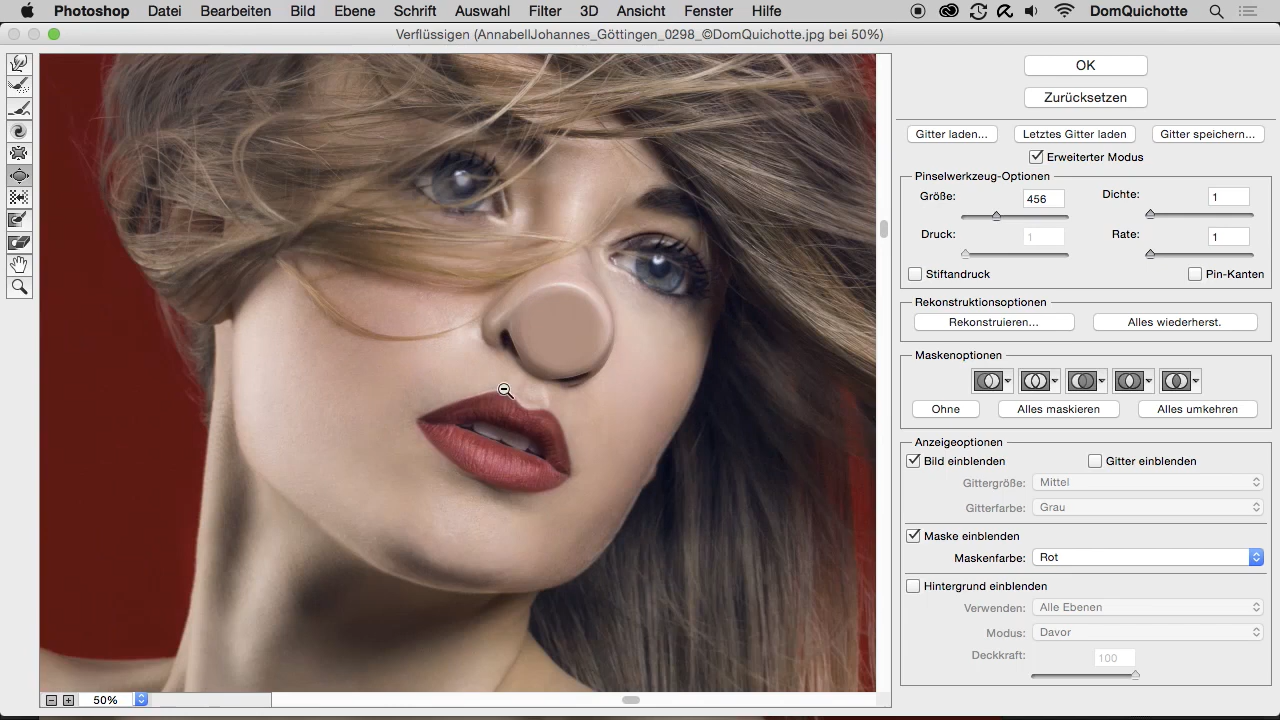 Photoshop Datei Bearbeiten Bild Ebene Schrift Auswahl Filter 3D Ansicht Fenster Hilfe DomQuichotte
Verflüssigen (AnnabellJohannes_Göttingen_0298_©DomQuichotte.jpg bei 50%)
OK
Zurücksetzen
Gitter laden... Letztes Gitter laden Gitter speichern...
Erweiterter Modus
Pinselwerkzeug-Optionen
Größe: 456 Dichte: 1
Druck: 1 Rate: 1
Stiftandruck Pin-Kanten
Rekonstruktionsoptionen
Rekonstruieren... Alles wiederherst.
Maskenoptionen
Ohne Alles maskieren Alles umkehren
Anzeigeoptionen
Bild einblenden Gitter einblenden
Gittergröße: Mittel
Gitterfarbe: Grau
Maske einblenden
Maskenfarbe: Rot
Hintergrund einblenden
Verwenden: Alle Ebenen
Modus: Davor
Deckkraft: 100
50%